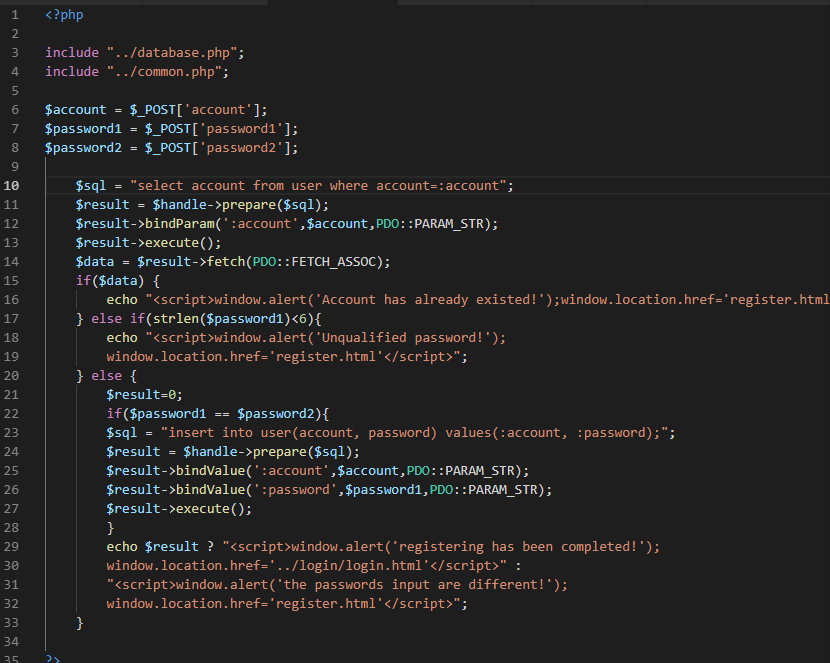 1 <?php
2
3 include "../database.php";
4 include "../common.php";
5
6 $account = $_POST['account'];
7 $password1 = $_POST['password1'];
8 $password2 = $_POST['password2'];
9
10 $sql = "select account from user where account=:account";
11 $result = $handle->prepare($sql);
12 $result->bindParam(':account',$account,PDO::PARAM_STR);
13 $result->execute();
14 $data = $result->fetch(PDO::FETCH_ASSOC);
15 if($data) {
16 echo "<script>window.alert('Account has already existed!');window.location.href='register.html
17 } else if(strlen($password1)<6){
18 echo "<script>window.alert('Unqualified password!');
19 window.location.href='register.html'</script>";
20 } else {
21 $result=0;
22 if($password1 == $password2){
23 $sql = "insert into user(account, password) values(:account, :password);";
24 $result = $handle->prepare($sql);
25 $result->bindValue(':account',$account,PDO::PARAM_STR);
26 $result->bindValue(':password',$password1,PDO::PARAM_STR);
27 $result->execute();
28 }
29 echo $result ? "<script>window.alert('registering has been completed!');
30 window.location.href='../login/login.html'</script>" :
31 "<script>window.alert('the passwords input are different!');
32 window.location.href='register.html'</script>";
33 }
34
35 ?>